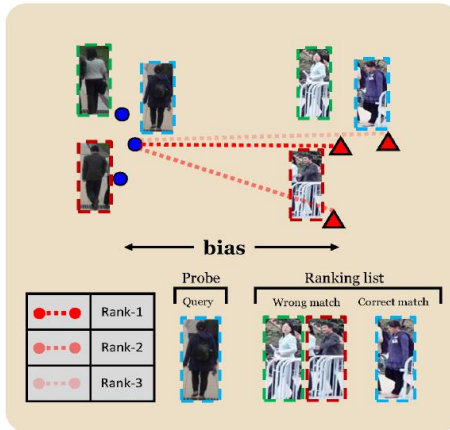 bias
Probe
Query
Ranking list
Wrong match Correct match
Rank-1
Rank-2
Rank-3